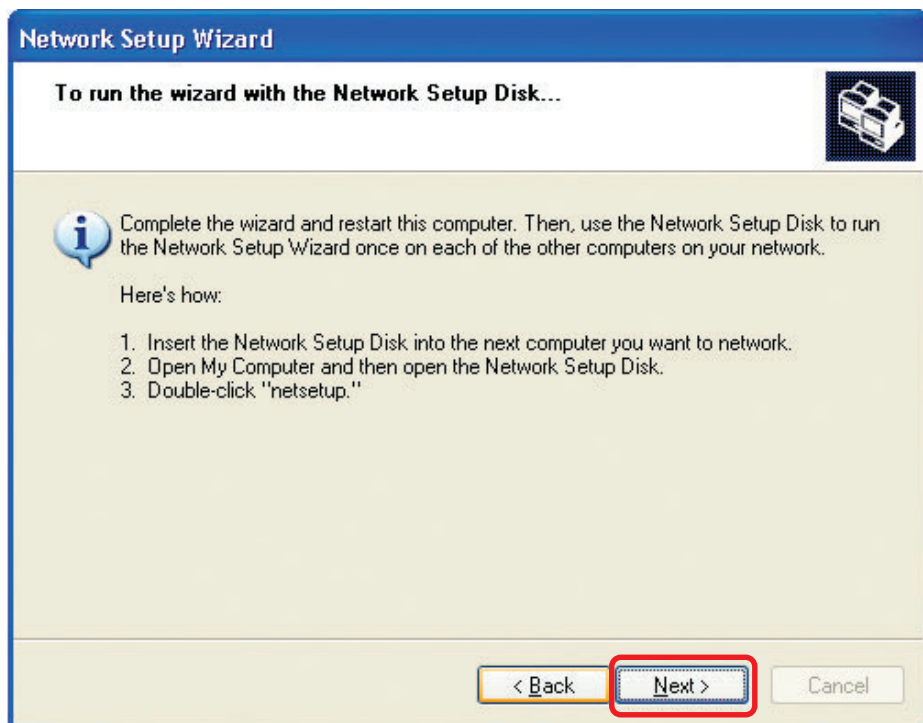 Network Setup Wizard
To run the wizard with the Network Setup Disk...
Complete the wizard and restart this computer. Then, use the Network Setup Disk to run
the Network Setup Wizard once on each of the other computers on your network.
Here's how:
1. Insert the Network Setup Disk into the next computer you want to network.
2. Open My Computer and then open the Network Setup Disk.
3. Double-click "netsetup."
< Back Next > Cancel